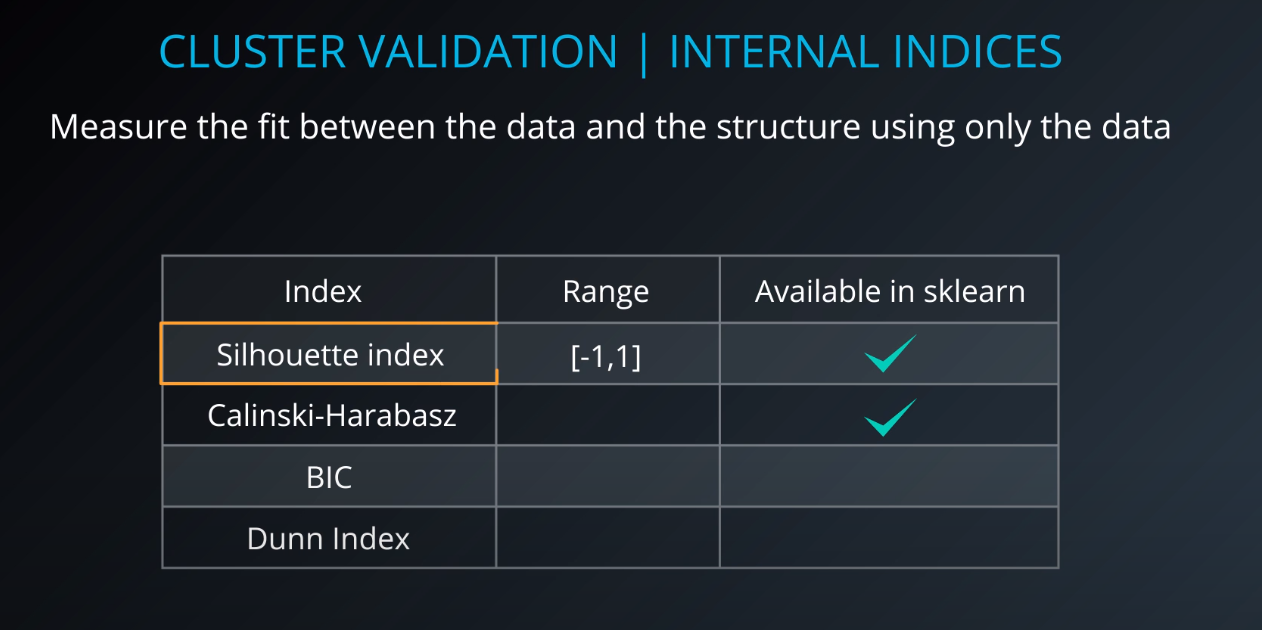 CLUSTER VALIDATION | INTERNAL INDICES
Measure the fit between the data and the structure using only the data
Index Range Available in sklearn
Silhouette index [-1,1] ✓
Calinski-Harabasz ✓
BIC
Dunn Index